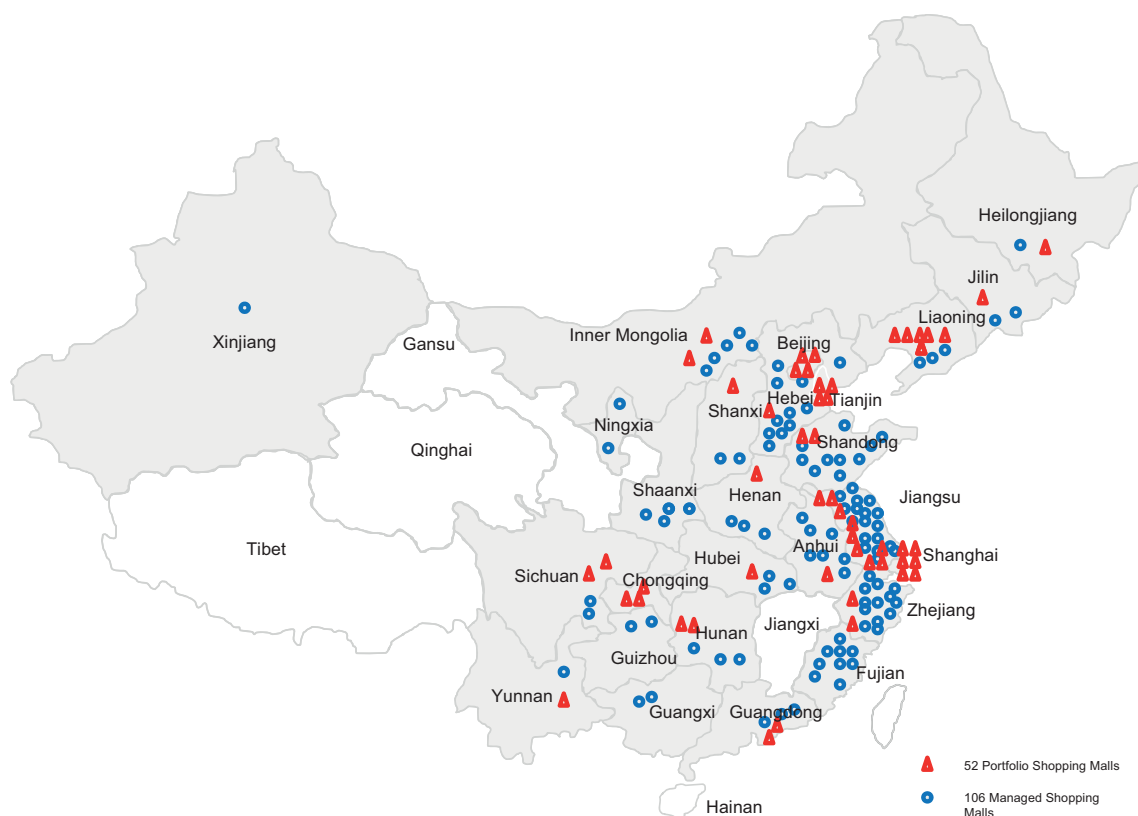 Heilongjiang
Jilin
Liaoning
Inner Mongolia
Beijing
Xinjiang
Gansu
Hebei
Tianjin
Shanxi
Ningxia
Shandong
Qinghai
Shaanxi
Henan
Jiangsu
Tibet
Anhui
Shanghai
Hubei
Sichuan
Chongqing
Zhejiang
Jiangxi
Hunan
Guizhou
Fujian
Yunnan
Guangxi
Guangdong
52 Portfolio Shopping Malls
106 Managed Shopping
Malls
Hainan